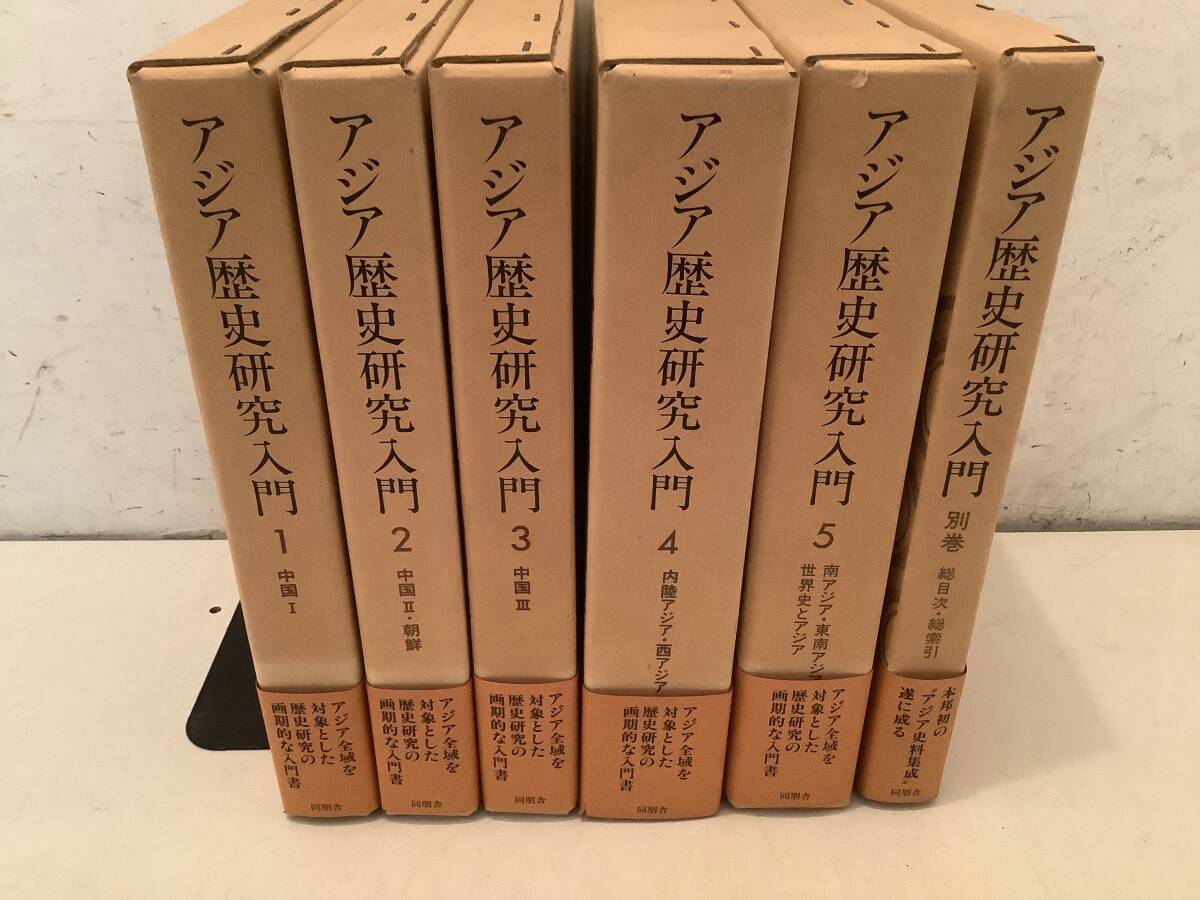 アジア歴史研究入門
1
中国Ⅰ
アジア全域を
対象とした
歴史研究の
画期的な入門書
同朋舎
アジア歴史研究入門
2
中国Ⅱ・朝鮮
アジア全域を
対象とした
歴史研究の
画期的な入門書
同朋舎
アジア歴史研究入門
3
中国Ⅲ
アジア全域を
対象とした
歴史研究の
画期的な入門書
同朋舎
アジア歴史研究入門
4
内陸アジア・西アジア
アジア全域を
対象とした
歴史研究の
画期的な入門書
同朋舎
アジア歴史研究入門
5
南アジア・東南アジア
世界史とアジア
アジア全域を
対象とした
歴史研究の
画期的な入門書
同朋舎
アジア歴史研究入門
別巻
総目次・総索引
本邦初の
"アジア史料集成"
遂に成る
同朋舎